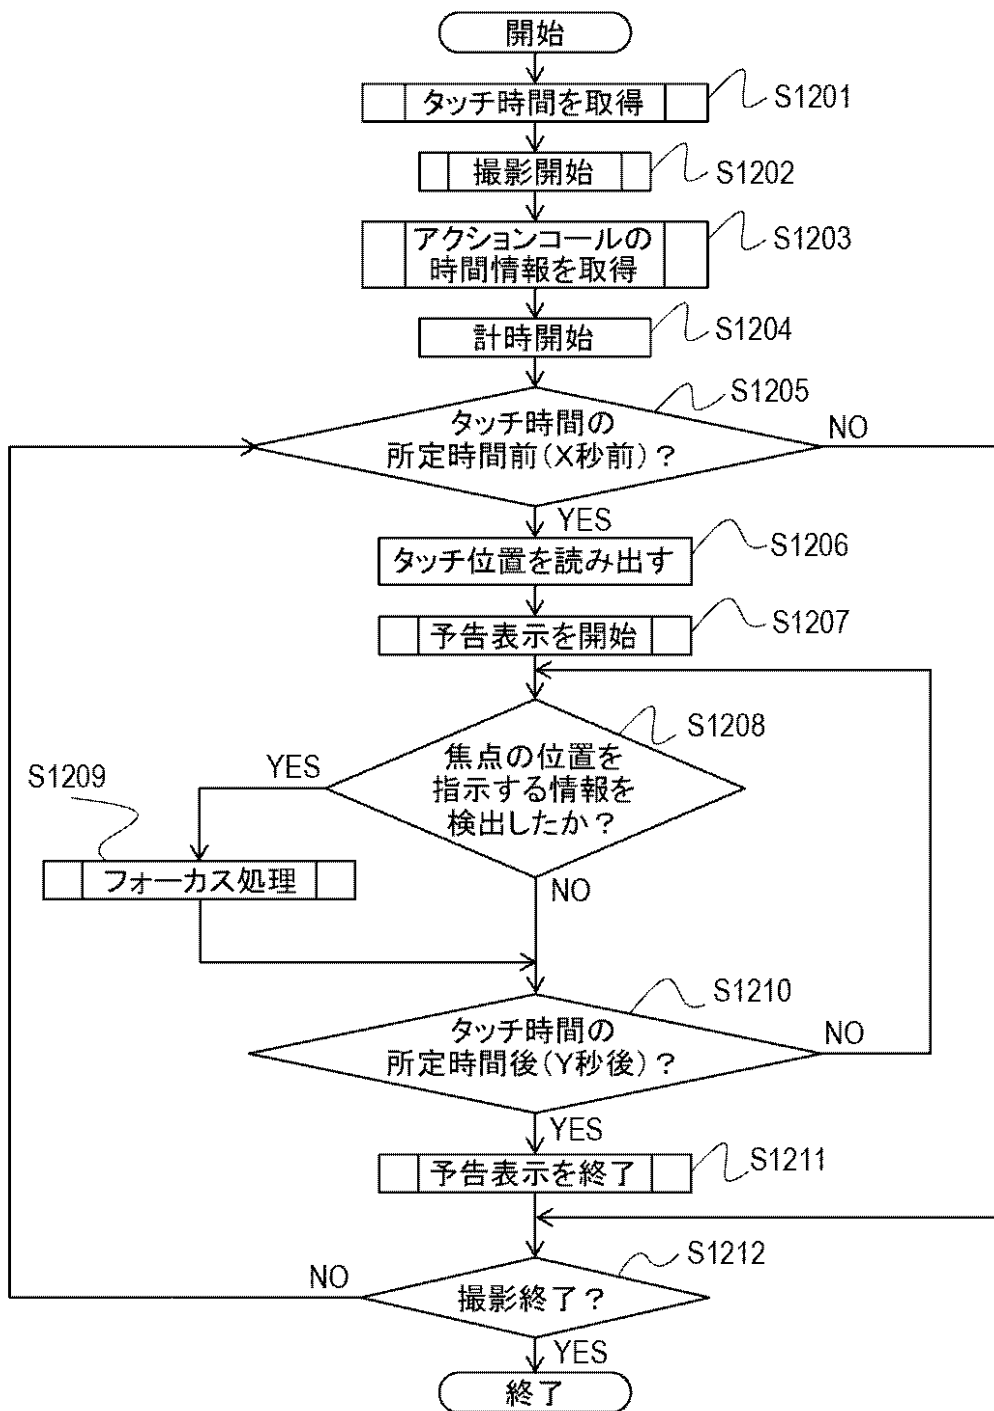 開始
タッチ時間を取得
S1201
撮影開始
S1202
アクションコールの
時間情報を取得
S1203
計時開始
S1204
S1205
タッチ時間の
所定時間前(X秒前)?
NO
YES
タッチ位置を読み出す
S1206
予告表示を開始
S1207
S1208
焦点の位置を
指示する情報を
検出したか?
YES
S1209
フォーカス処理
NO
S1210
タッチ時間の
所定時間後(Y秒後)?
NO
YES
予告表示を終了
S1211
S1212
撮影終了?
NO
YES
終了